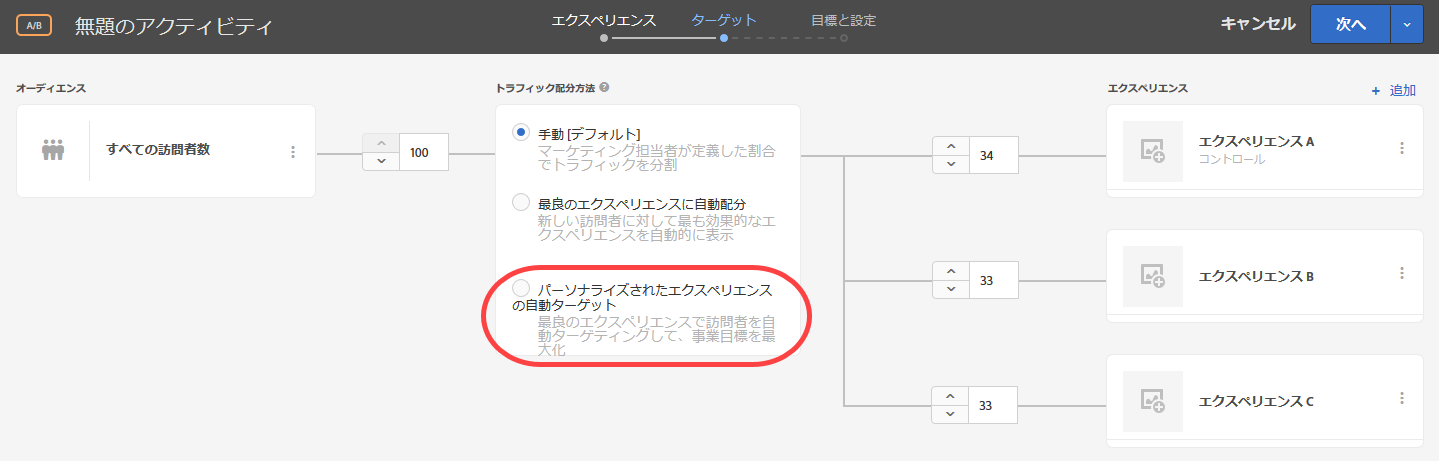 A/B
無題のアクティビティ
エクスペリエンス
ターゲット
目標と設定
キャンセル
次へ
オーディエンス
トラフィック配分方法 ?
エクスペリエンス
+ 追加
すべての訪問者数
100
手動 [デフォルト]
マーケティング担当者が定義した割合
でトラフィックを分割
最良のエクスペリエンスに自動配分
新しい訪問者に対して最も効果的なエ
クスペリエンスを自動的に表示
パーソナライズされたエクスペリエンス
の自動ターゲット
最良のエクスペリエンスで訪問者を自
動ターゲティングして、事業目標を最
大化
34
エクスペリエンス A
コントロール
33
エクスペリエンス B
33
エクスペリエンス C